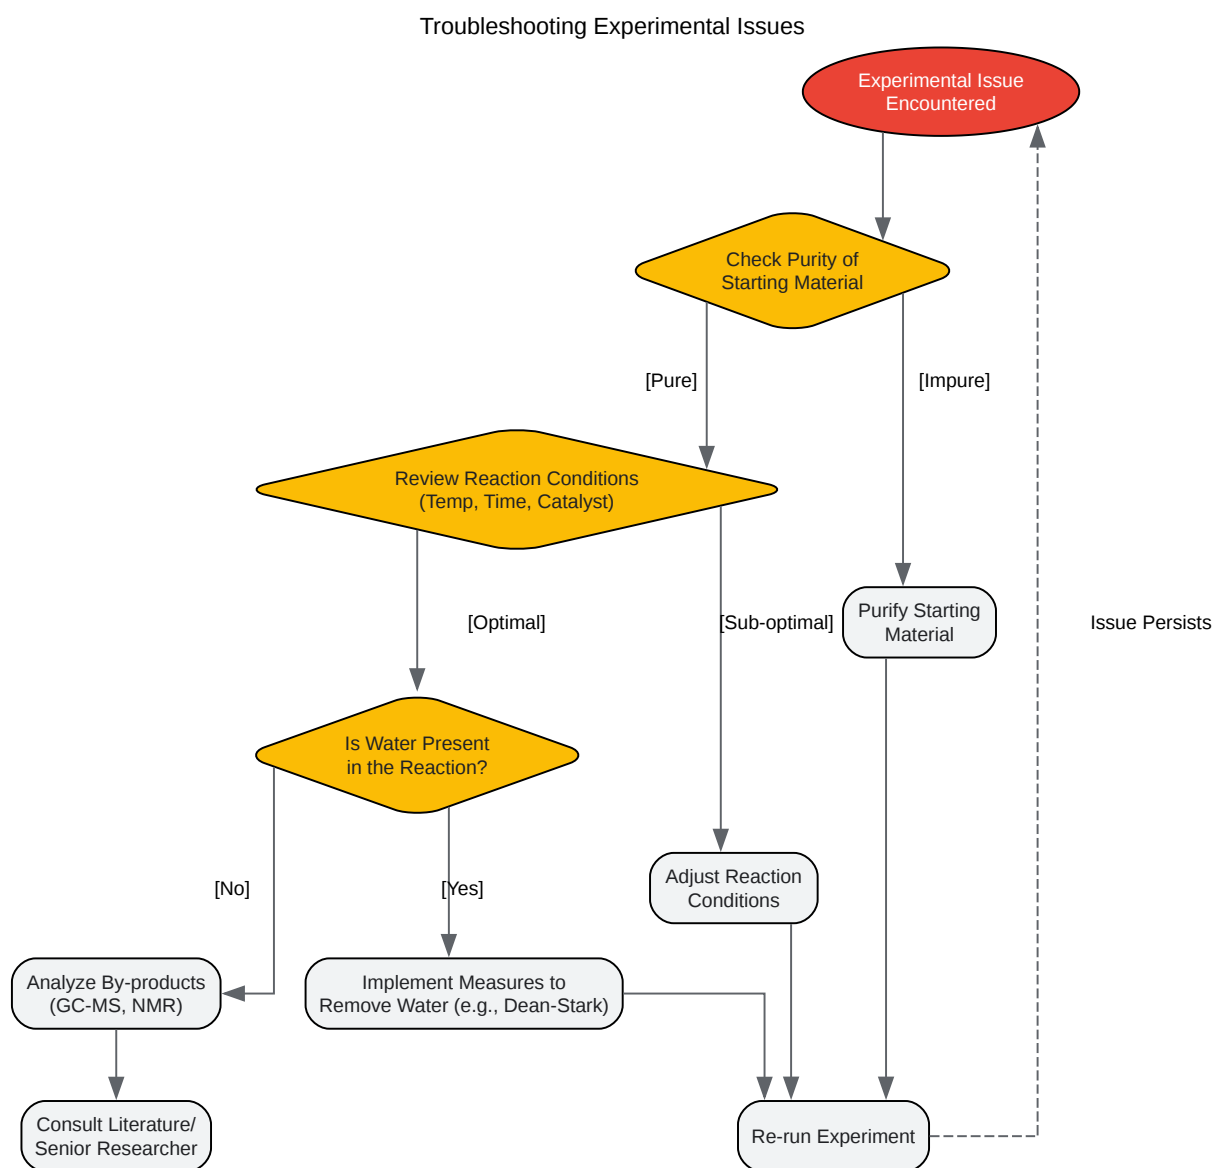 Troubleshooting Experimental Issues
Experimental Issue
Encountered
Check Purity of
Starting Material
[Pure]
[Impure]
Review Reaction Conditions
(Temp, Time, Catalyst)
[Optimal]
[Sub-optimal]
Purify Starting
Material
Issue Persists
Is Water Present
in the Reaction?
[No]
[Yes]
Adjust Reaction
Conditions
Analyze By-products
(GC-MS, NMR)
Implement Measures to
Remove Water (e.g., Dean-Stark)
Consult Literature/
Senior Researcher
Re-run Experiment